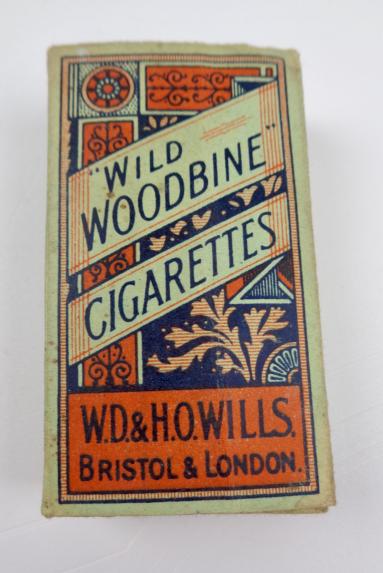 "WILD
WOODBINE"
CIGARETTES
W.D.& H.O.WILLS.
BRISTOL & LONDON.